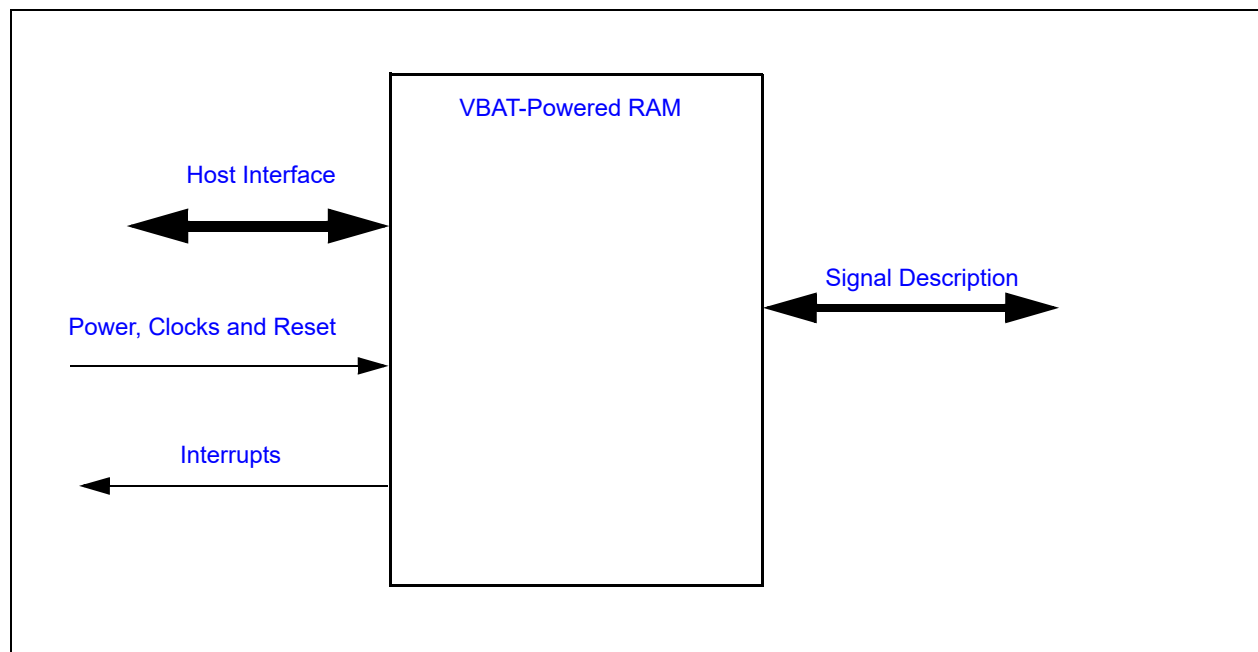 VBAT-Powered RAM
Host Interface
Signal Description
Power, Clocks and Reset
Interrupts